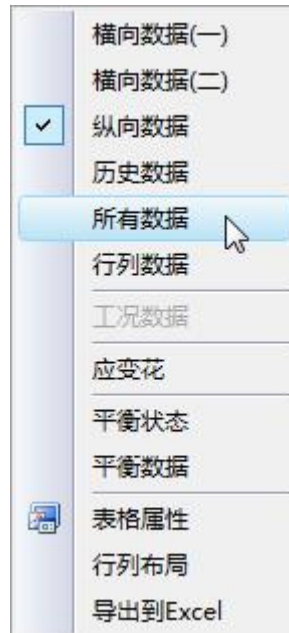 横向数据(一)
横向数据(二)
纵向数据
历史数据
所有数据
行列数据
工况数据
应变花
平衡状态
平衡数据
表格属性
行列布局
导出到Excel